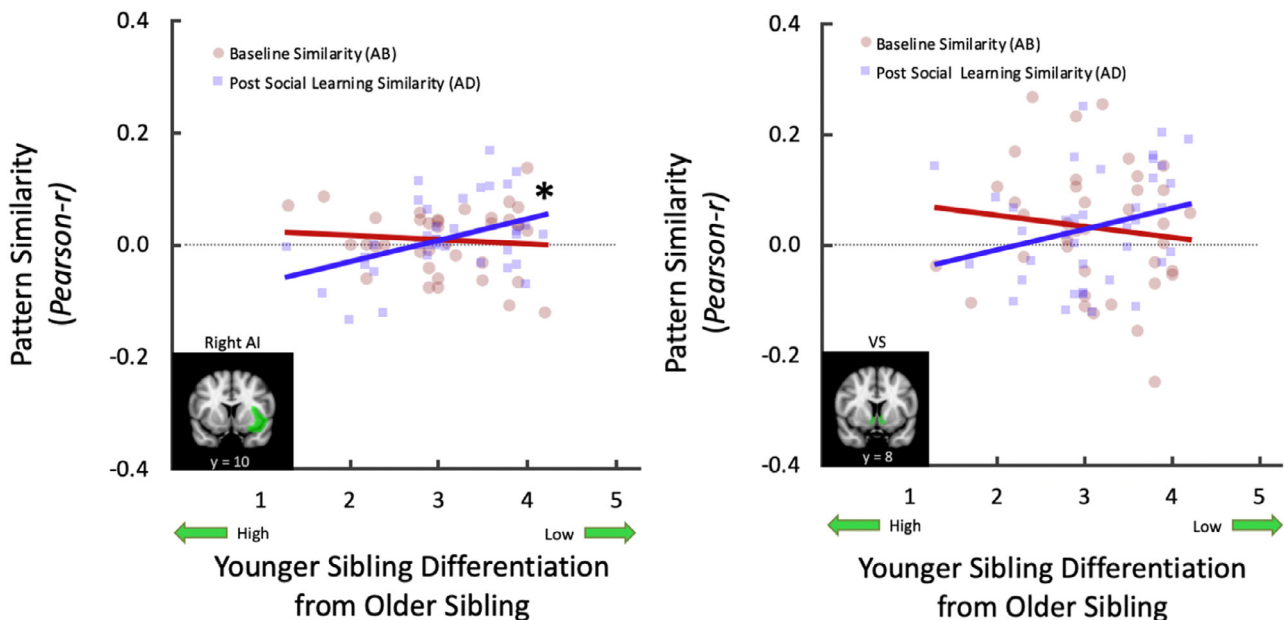 0.4
Baseline Similarity (AB)
Post Social Learning Similarity (AD)
0.2
0.0
-0.2
-0.4
Pattern Similarity
(Pearson-r)
*
Right AI
y = 10
1 2 3 4 5
High
Low
Younger Sibling Differentiation
from Older Sibling
0.4
Baseline Similarity (AB)
Post Social Learning Similarity (AD)
0.2
0.0
-0.2
-0.4
Pattern Similarity
(Pearson-r)
VS
y = 8
1 2 3 4 5
High
Low
Younger Sibling Differentiation
from Older Sibling